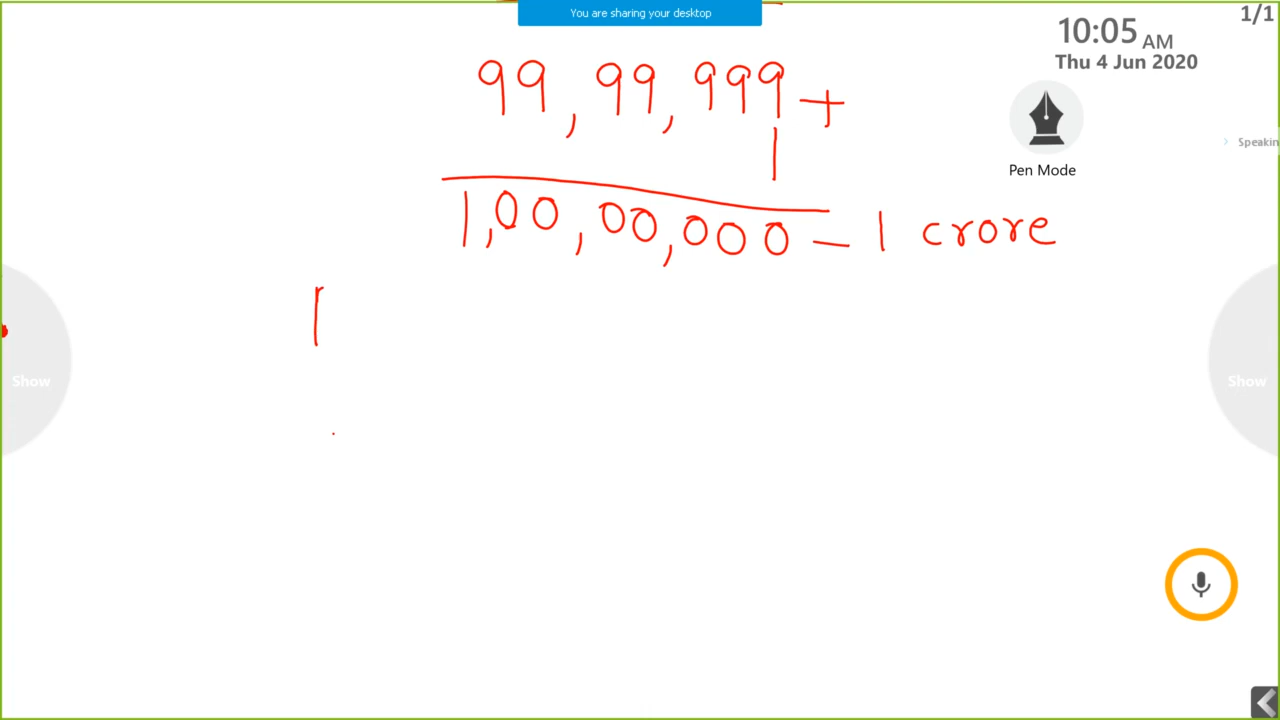 You are sharing your desktop
1/1
10:05 AM
Thu 4 Jun 2020
99,99,999 +
1
1,00,00,000 – 1 crore
Pen Mode
Speakin
Show
Show
1